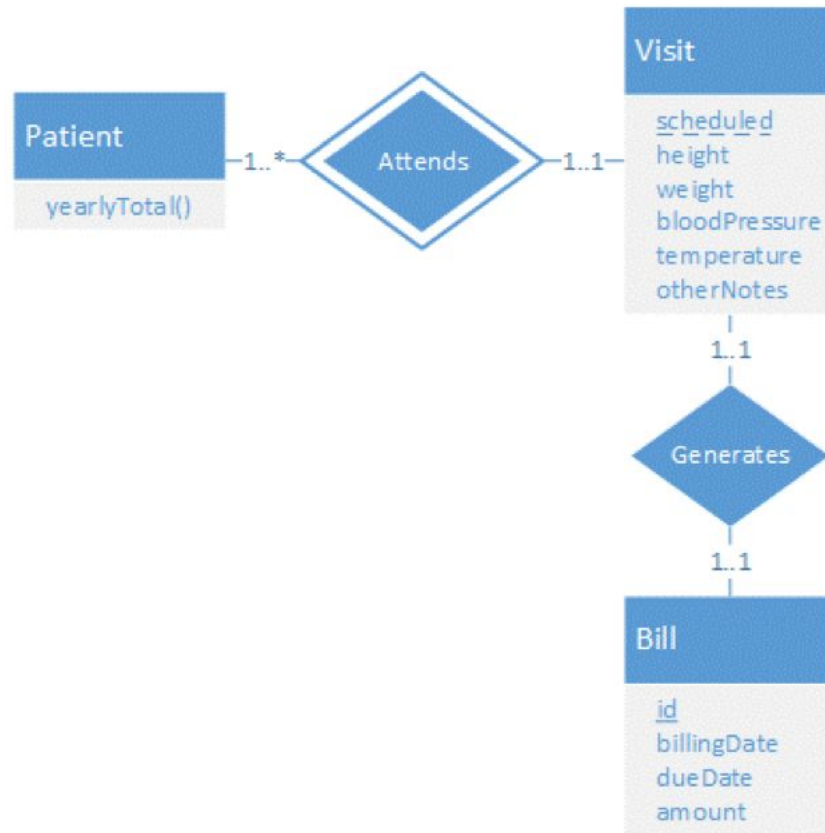 Patient
yearlyTotal()
1..*
Attends
1..1
Visit
scheduled
height
weight
bloodPressure
temperature
otherNotes
1..1
Generates
1..1
Bill
id
billingDate
dueDate
amount